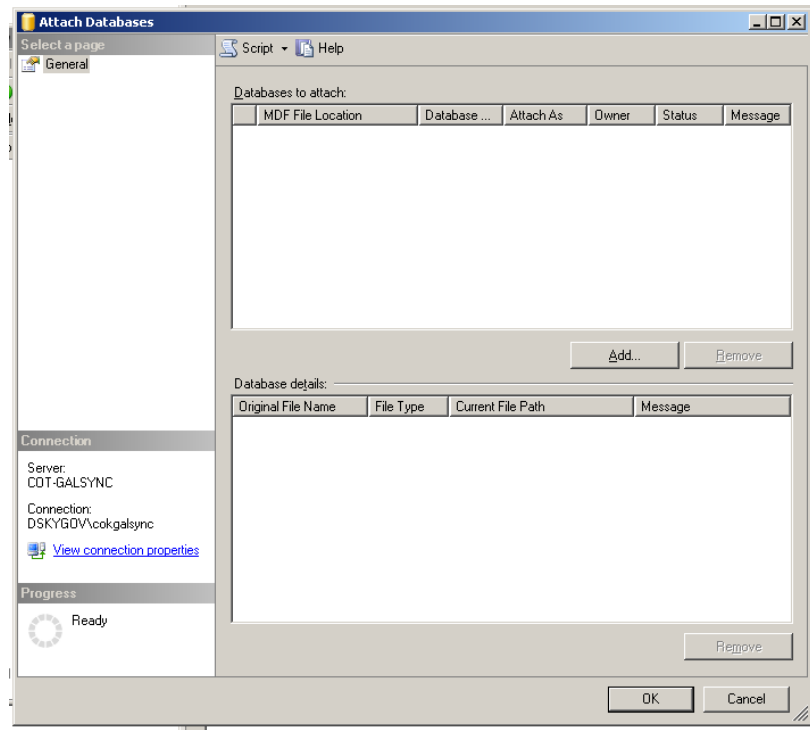 Attach Databases
Select a page
General
Script Help
Databases to attach:
MDF File Location Database ... Attach As Owner Status Message
Add... Remove
Database details:
Original File Name File Type Current File Path Message
Connection
Server:
COT-GALSYNC
Connection:
DSKYGOV\cokgalsync
View connection properties
Progress
Ready
Remove
OK Cancel